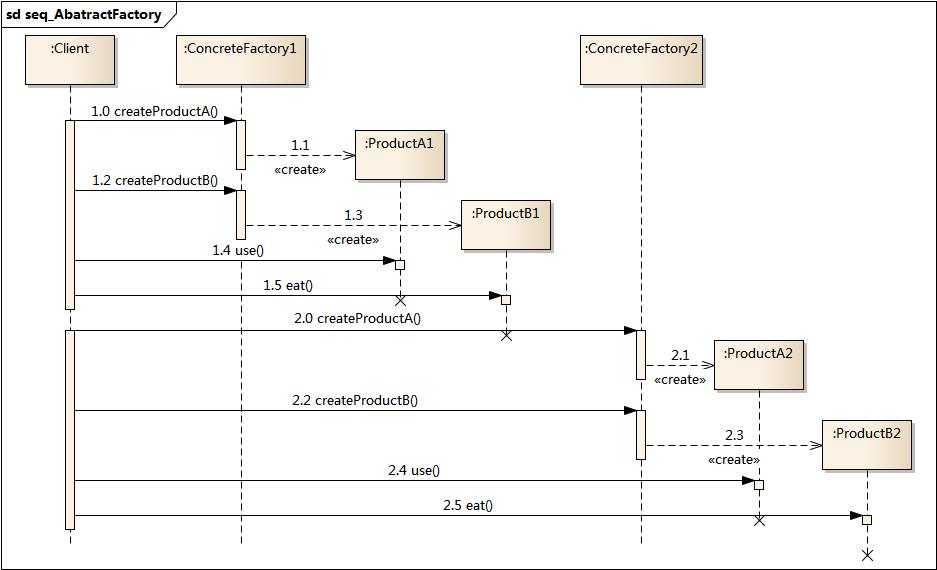 sd seq_AbatractFactory
:Client
:ConcreteFactory1
:ConcreteFactory2
1.0 createProductA()
1.1
«create»
:ProductA1
1.2 createProductB()
1.3
«create»
:ProductB1
1.4 use()
1.5 eat()
2.0 createProductA()
2.1
«create»
:ProductA2
2.2 createProductB()
2.3
«create»
:ProductB2
2.4 use()
2.5 eat()